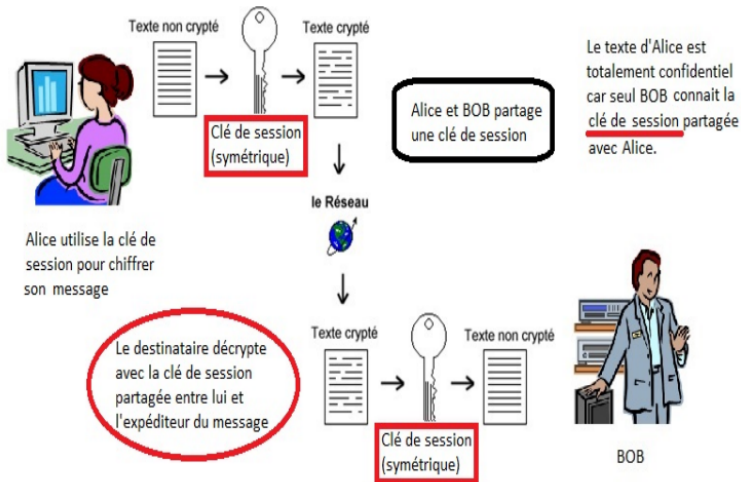 Texte non crypté
Texte crypté
Clé de session
(symétrique)
Alice et BOB partage
une clé de session
Le texte d'Alice est
totalement confidentiel
car seul BOB connait la
clé de session partagée
avec Alice.
le Réseau
Alice utilise la clé de
session pour chiffrer
son message
Le destinataire décrypte
avec la clé de session
partagée entre lui et
l'expéditeur du message
Texte crypté
Texte non crypté
Clé de session
(symétrique)
BOB